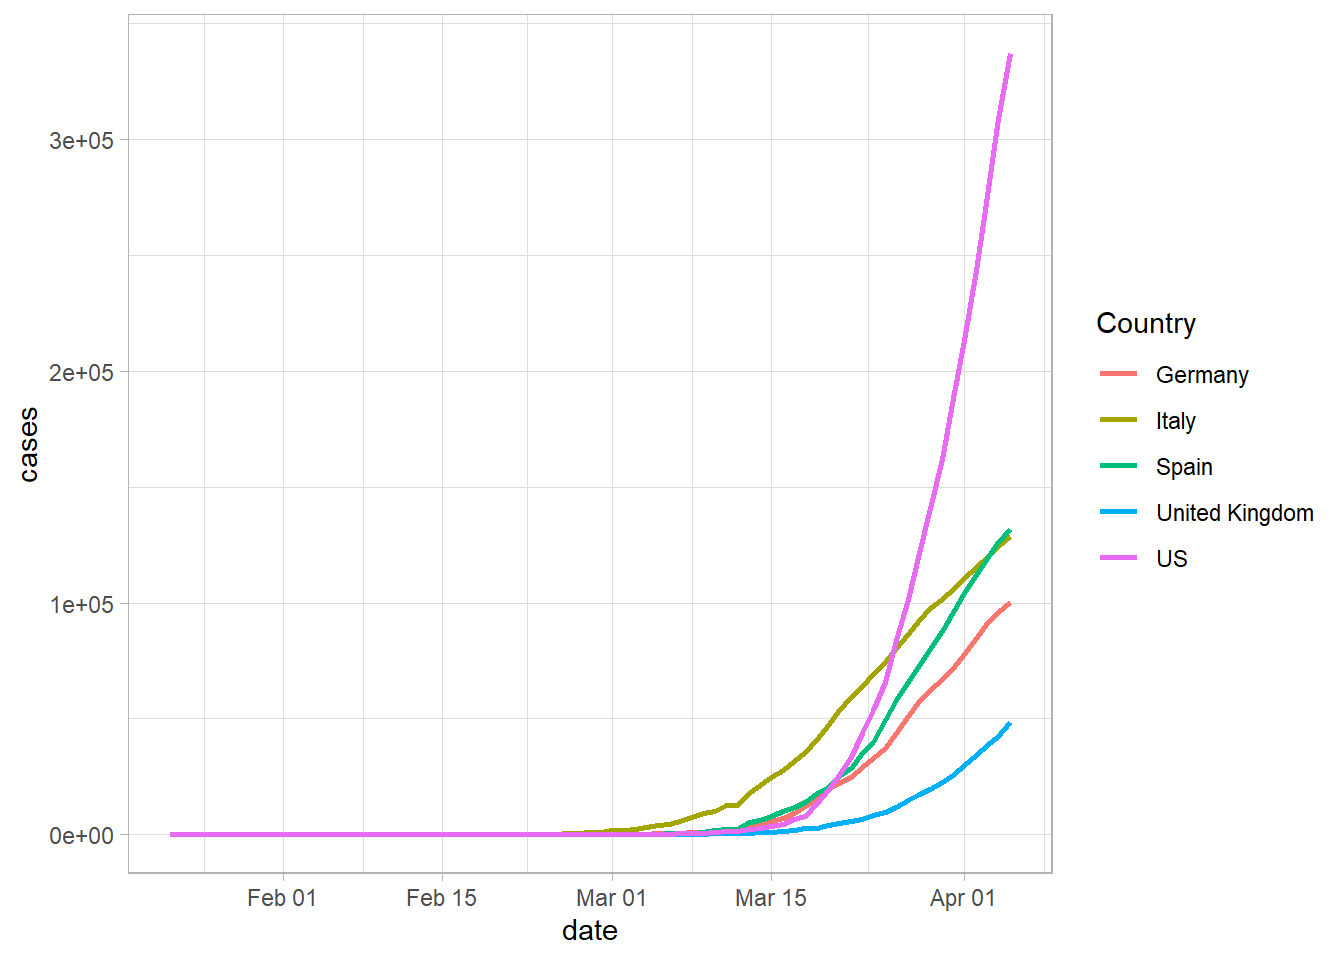 3e+05
2e+05
1e+05
0e+00
cases
Feb 01
Feb 15
Mar 01
Mar 15
Apr 01
date
Country
Germany
Italy
Spain
United Kingdom
US